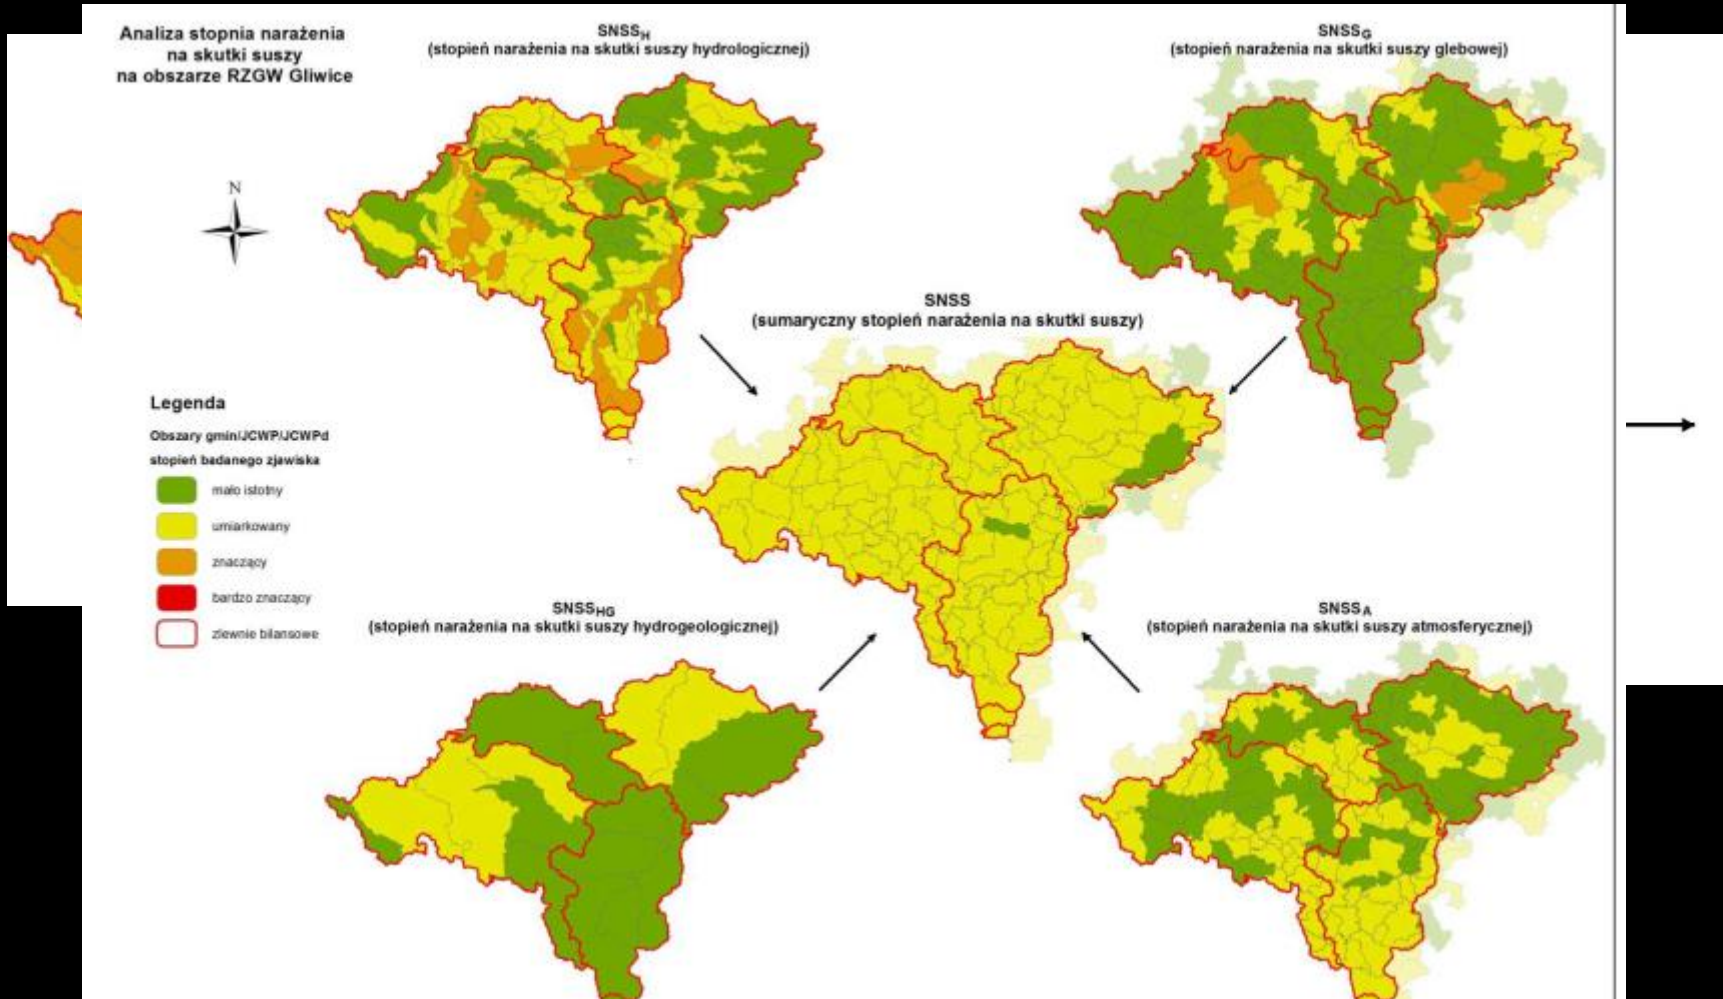 Analiza stopnia narażenia
na skutki suszy
na obszarze RZGW Gliwice
SNSSH
(stopień narażenia na skutki suszy hydrologicznej)
SNSSG
(stopień narażenia na skutki suszy glebowej)
N
SNSS
(sumaryczny stopień narażenia na skutki suszy)
Legenda
Obszary gmin/JCWP/JCWPd
stopień badanego zjawiska
mało istotny
umiarkowany
znaczący
bardzo znaczący
zlewnie bilansowe
SNSSHG
(stopień narażenia na skutki suszy hydrogeologicznej)
SNSSA
(stopień narażenia na skutki suszy atmosferycznej)